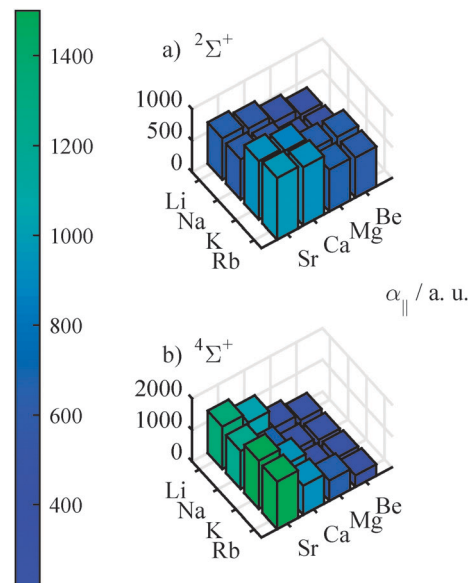 1400
1200
1000
800
600
400
a) ²Σ⁺
1000
500
0
Li
Na
K
Rb
Sr
Ca
Mg
Be
α∥ / a. u.
b) ⁴Σ⁺
2000
1000
0
Li
Na
K
Rb
Sr
Ca
Mg
Be